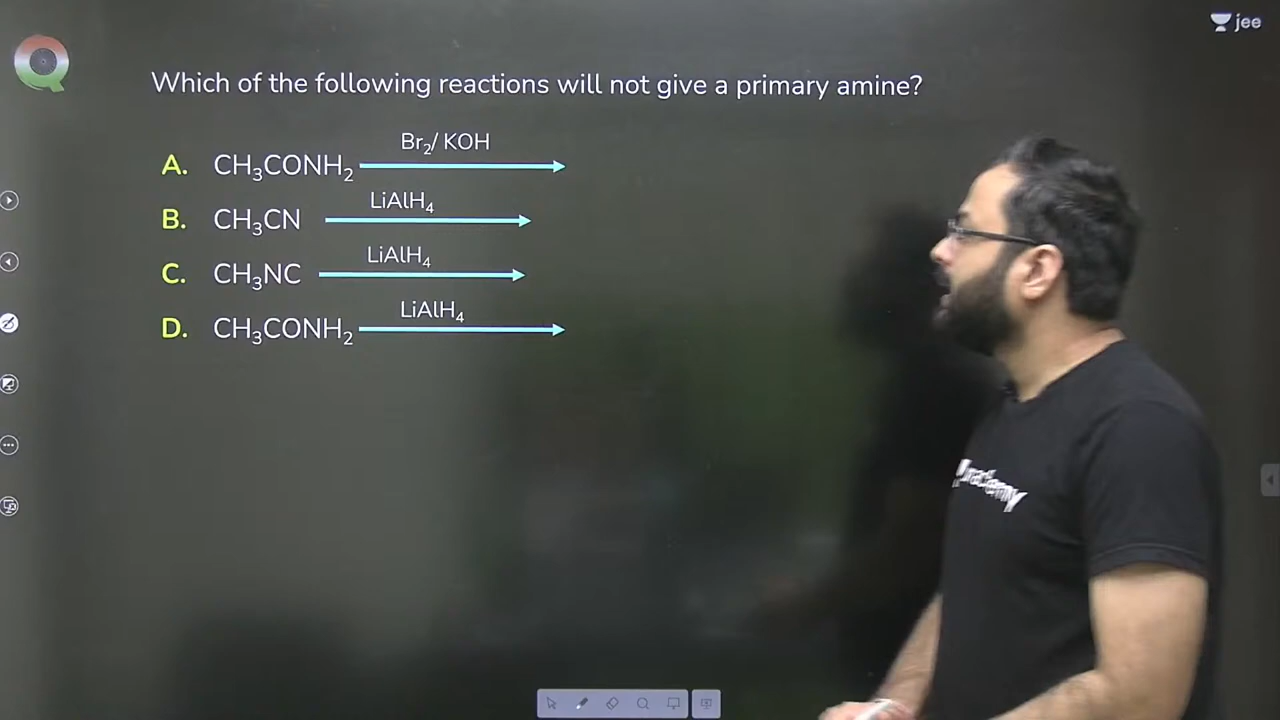 jee
Which of the following reactions will not give a primary amine?
A. CH₃CONH₂ Br₂/ KOH
B. CH₃CN LiAlH₄
C. CH₃NC LiAlH₄
D. CH₃CONH₂ LiAlH₄